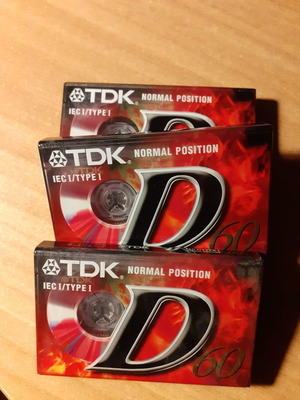 TDK NORMAL POSITION
IEC I/TYPE I
TDK NORMAL POSITION
IEC I/TYPE I
D 60
TDK NORMAL POSITION
IEC I/TYPE I
D 60